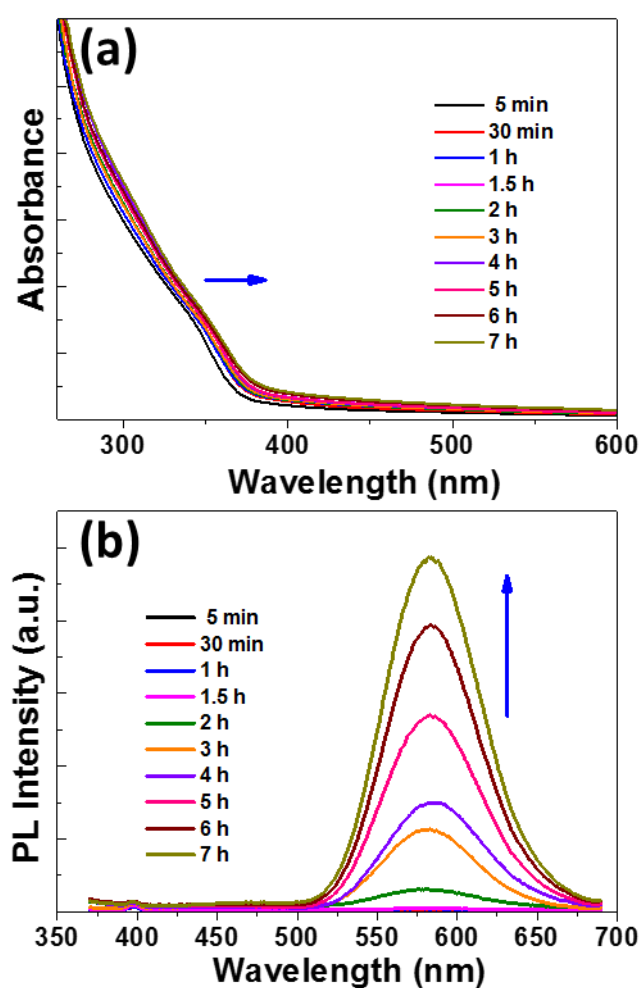 (a)
Absorbance
5 min
30 min
1 h
1.5 h
2 h
3 h
4 h
5 h
6 h
7 h
300 400 500 600
Wavelength (nm)
(b)
PL Intensity (a.u.)
5 min
30 min
1 h
1.5 h
2 h
3 h
4 h
5 h
6 h
7 h
350 400 450 500 550 600 650 700
Wavelength (nm)